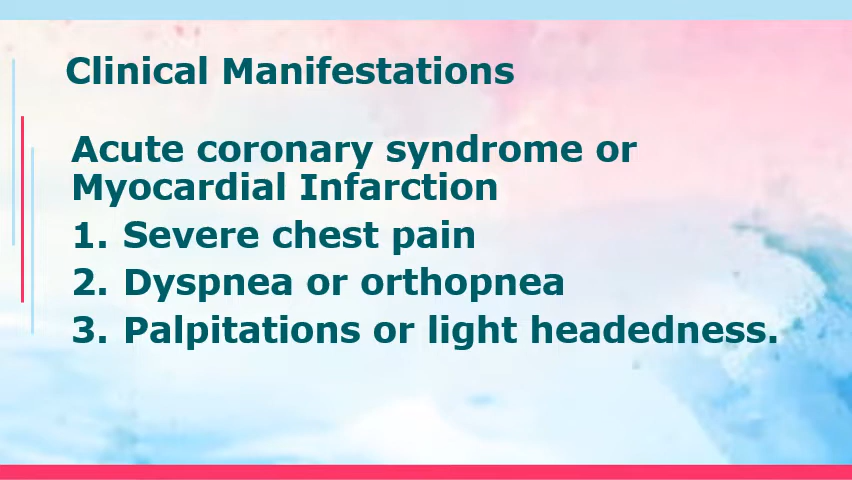 Clinical Manifestations
Acute coronary syndrome or
Myocardial Infarction
1. Severe chest pain
2. Dyspnea or orthopnea
3. Palpitations or light headedness.